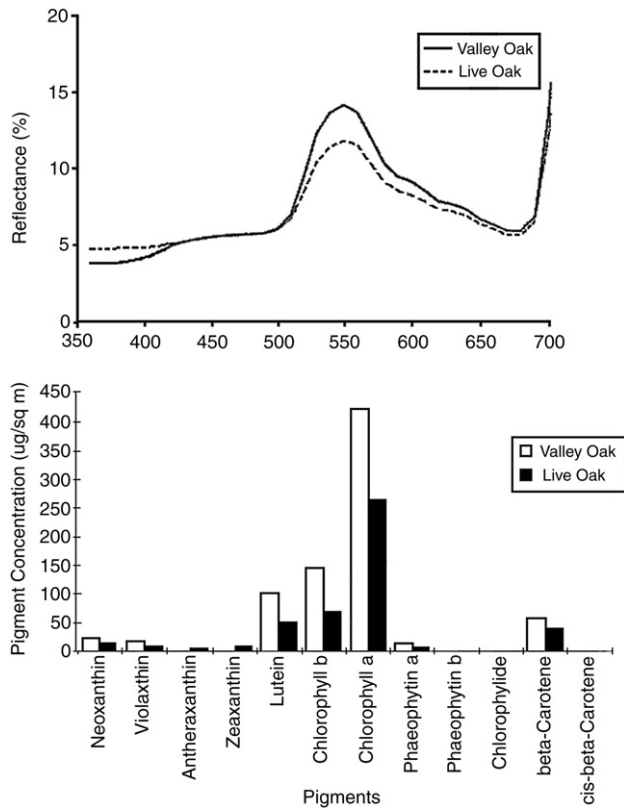 20
15
10
5
0
Reflectance (%)
Valley Oak
Live Oak
350 400 450 500 550 600 650 700
450
400
350
300
250
200
150
100
50
0
Pigment Concentration (ug/sq m)
Valley Oak
Live Oak
Neoxanthin
Violaxthin
Antheraxanthin
Zeaxanthin
Lutein
Chlorophyll b
Chlorophyll a
Phaeophytin a
Phaeophytin b
Chlorophylide
beta-Carotene
cis-beta-Carotene
Pigments